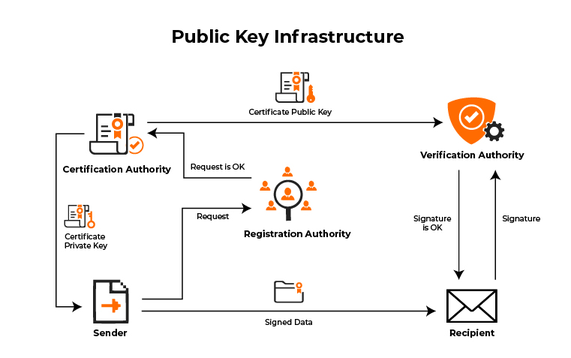 Public Key Infrastructure
Certificate Public Key
Certification Authority
Verification Authority
Request is OK
Registration Authority
Request
Certificate
Private Key
Signature
is OK
Signature
Signed Data
Sender
Recipient